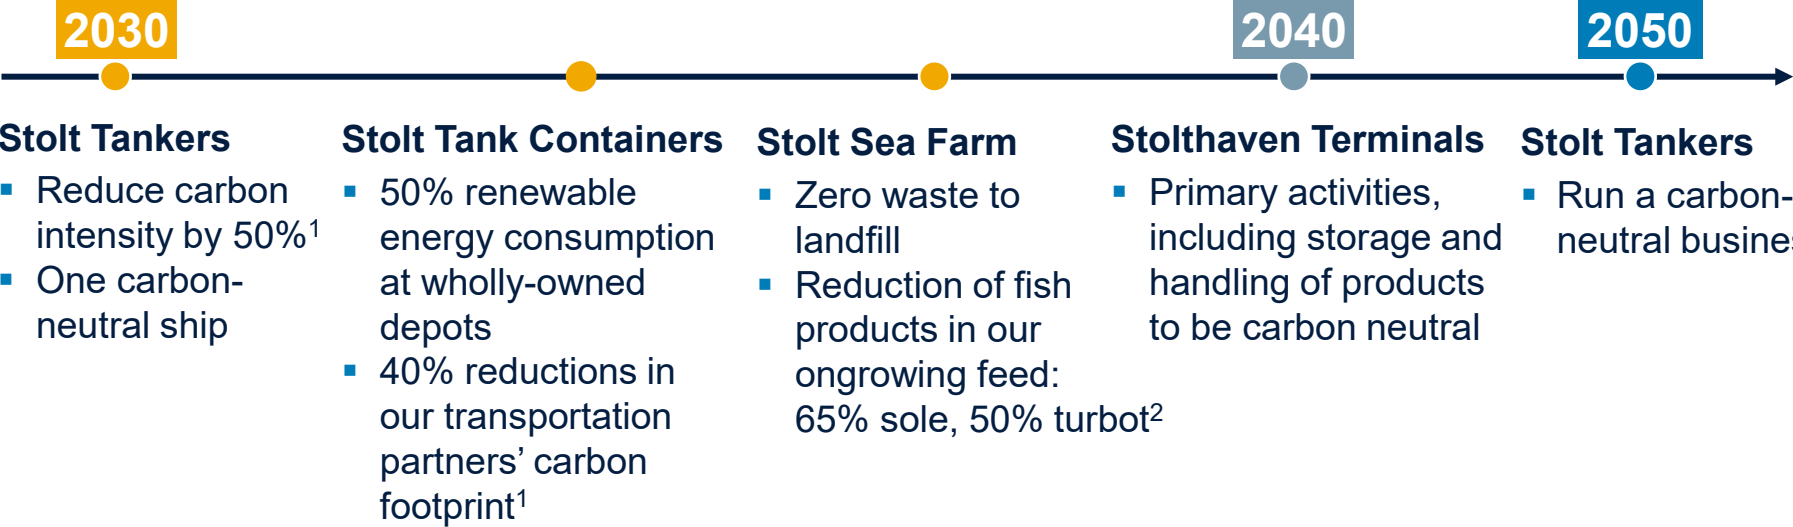 2030
2040
2050
Stolt Tankers
▪ Reduce carbon
intensity by 50%¹
▪ One carbon-
neutral ship
Stolt Tank Containers
▪ 50% renewable
energy consumption
at wholly-owned
depots
▪ 40% reductions in
our transportation
partners’ carbon
footprint¹
Stolt Sea Farm
▪ Zero waste to
landfill
▪ Reduction of fish
products in our
ongrowing feed:
65% sole, 50% turbot²
Stolthaven Terminals
▪ Primary activities,
including storage and
handling of products
to be carbon neutral
Stolt Tankers
▪ Run a carbon-
neutral